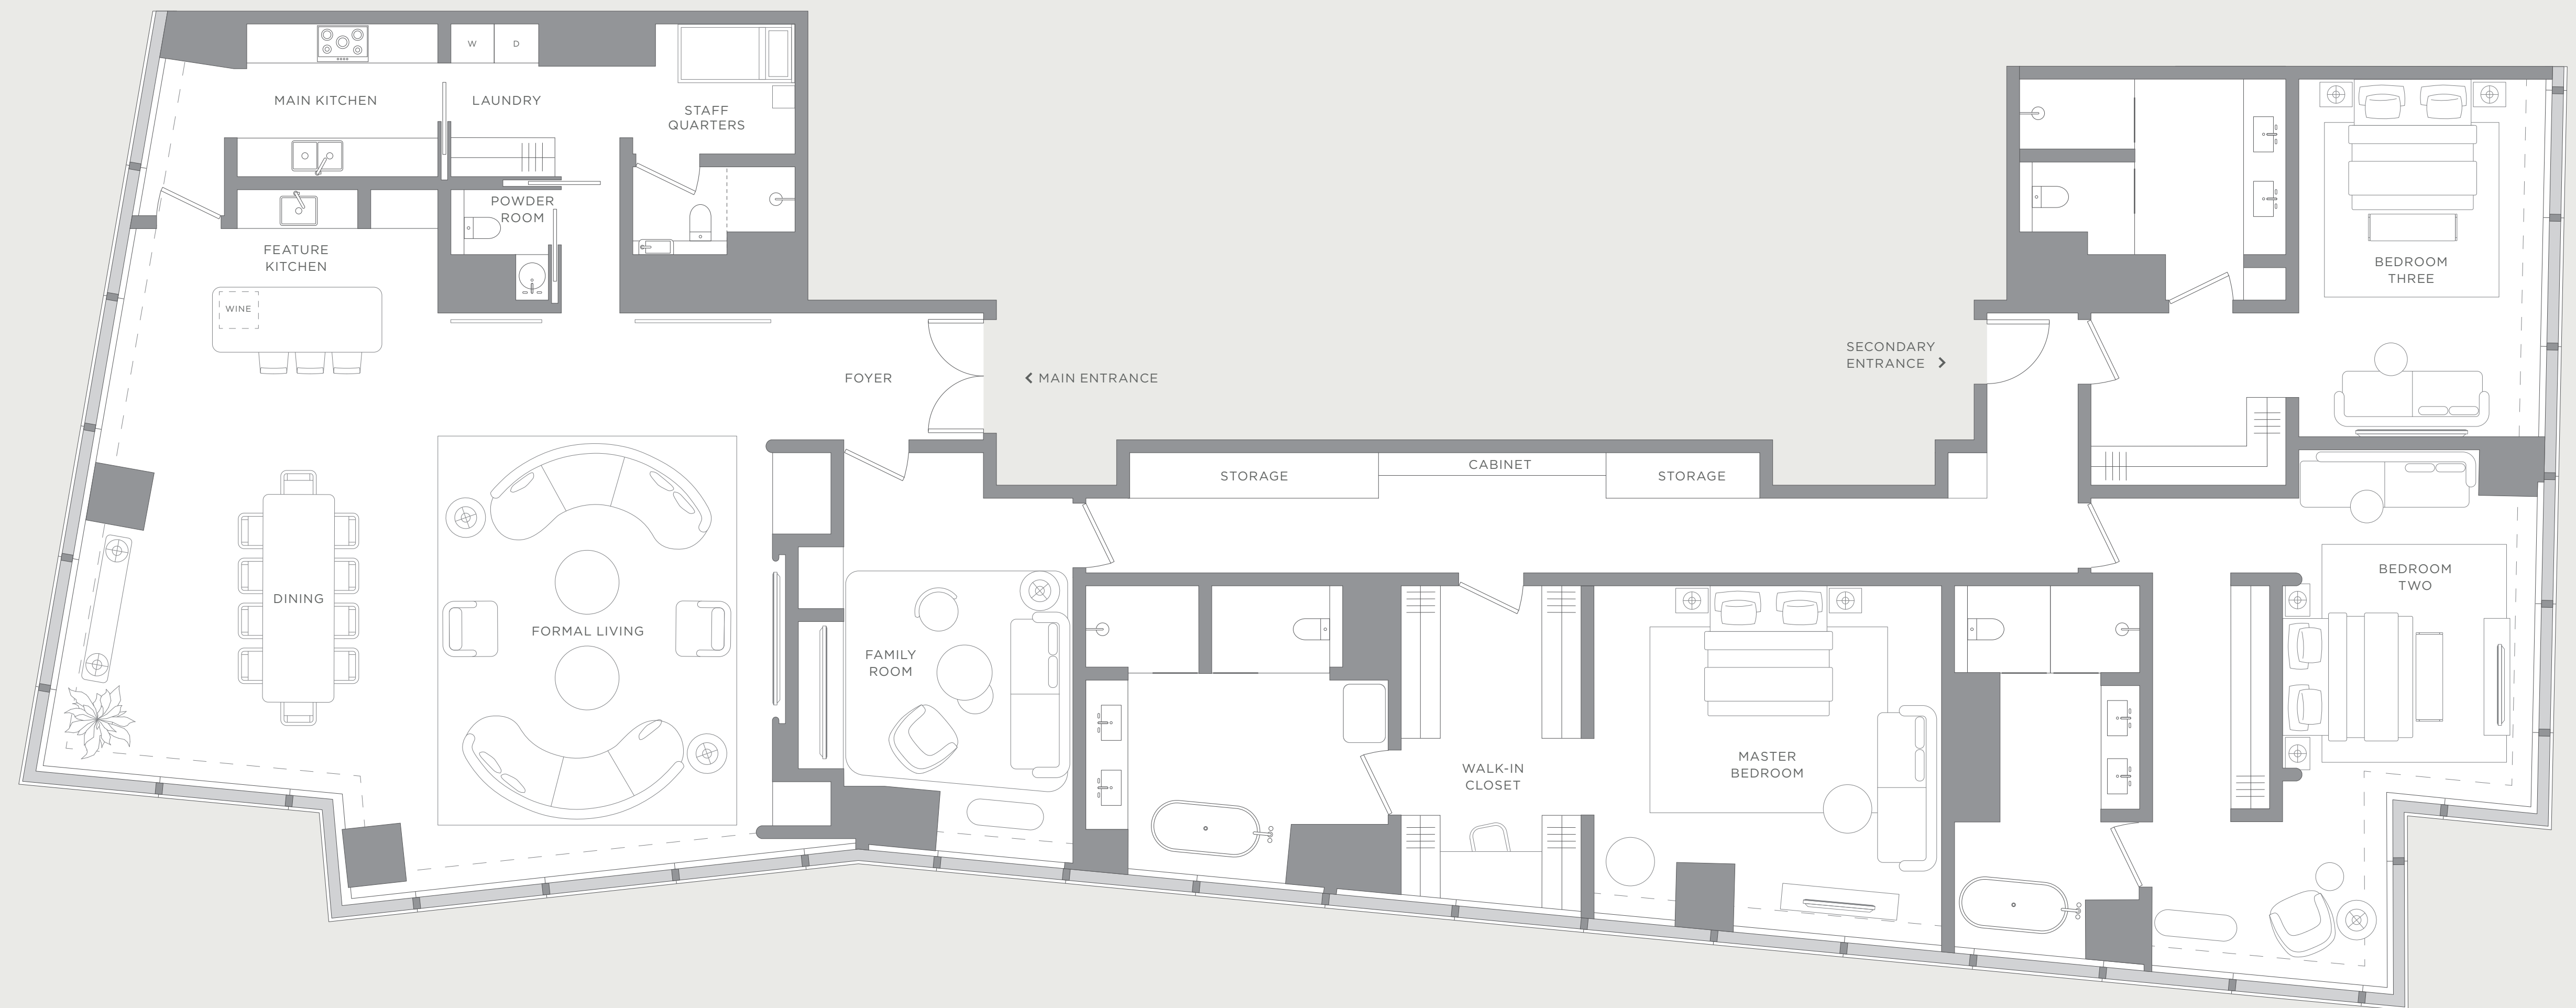 W
D
MAIN KITCHEN
LAUNDRY
STAFF
QUARTERS
POWDER
ROOM
FEATURE
KITCHEN
WINE
BEDROOM
THREE
SECONDARY
ENTRANCE >
FOYER
< MAIN ENTRANCE
STORAGE
CABINET
STORAGE
BEDROOM
TWO
DINING
FORMAL LIVING
FAMILY
ROOM
WALK-IN
CLOSET
MASTER
BEDROOM